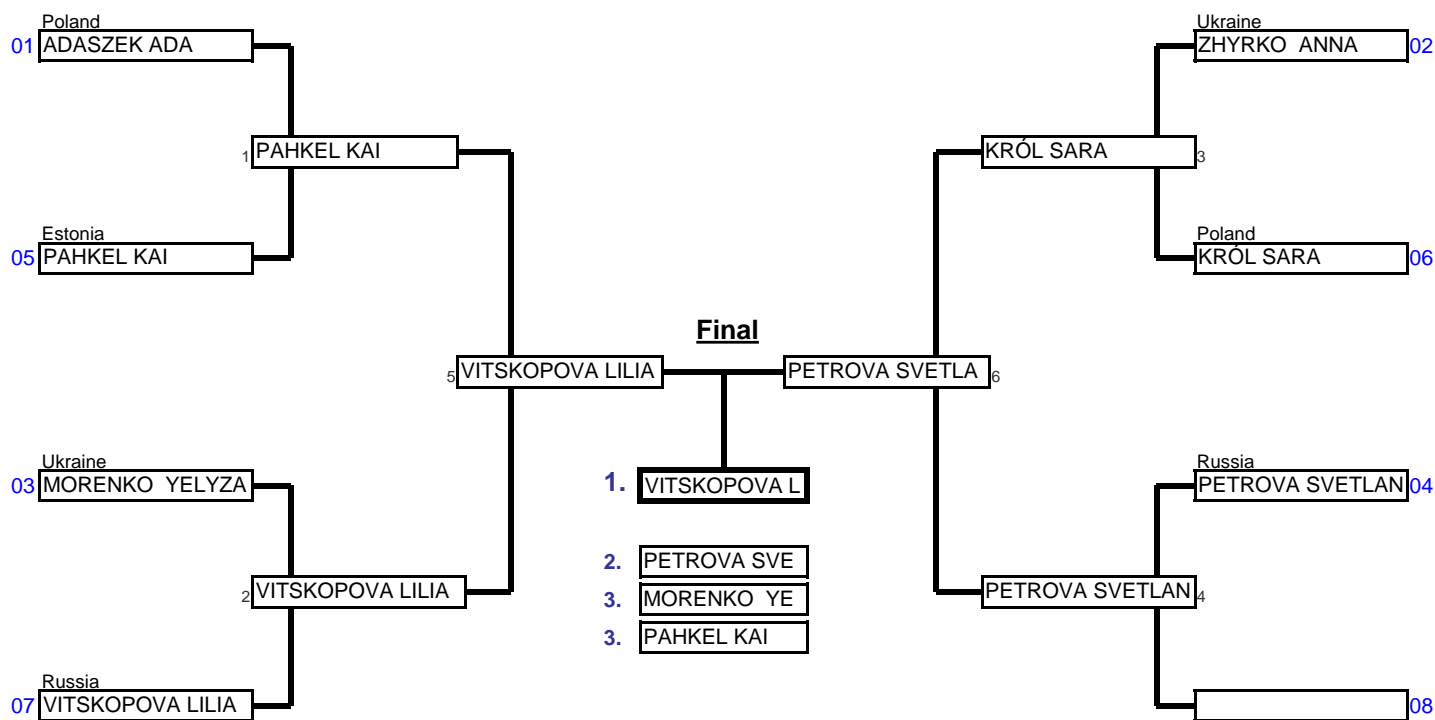 Poland
01 ADASZEK ADA
Ukraine
ZHYRKO  ANNA 02
1 PAHKEL KAI
KRÓL SARA 3
Estonia
05 PAHKEL KAI
Poland
KRÓL SARA 06
Final
5 VITSKOPOVA LILIA
PETROVA SVETLA 6
Ukraine
03 MORENKO  YELYZA
Russia
PETROVA SVETLAN 04
1. VITSKOPOVA L
2. PETROVA SVE
3. MORENKO  YE
3. PAHKEL KAI
2 VITSKOPOVA LILIA
PETROVA SVETLAN 4
Russia
07 VITSKOPOVA LILIA
08